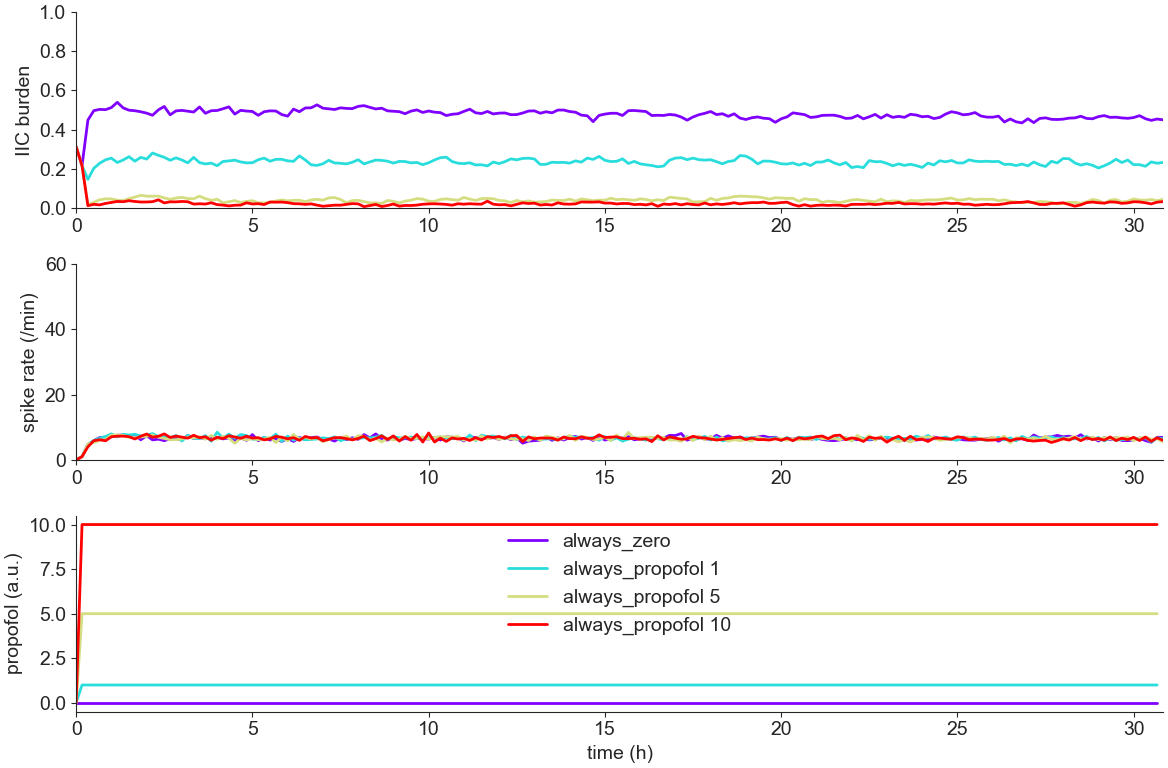 1.0
0.8
0.6
0.4
0.2
0.0
IIC burden
0 5 10 15 20 25 30
60
40
20
0
spike rate (/min)
0 5 10 15 20 25 30
10.0
7.5
5.0
2.5
0.0
propofol (a.u.)
always_zero
always_propofol 1
always_propofol 5
always_propofol 10
0 5 10 15 20 25 30
time (h)